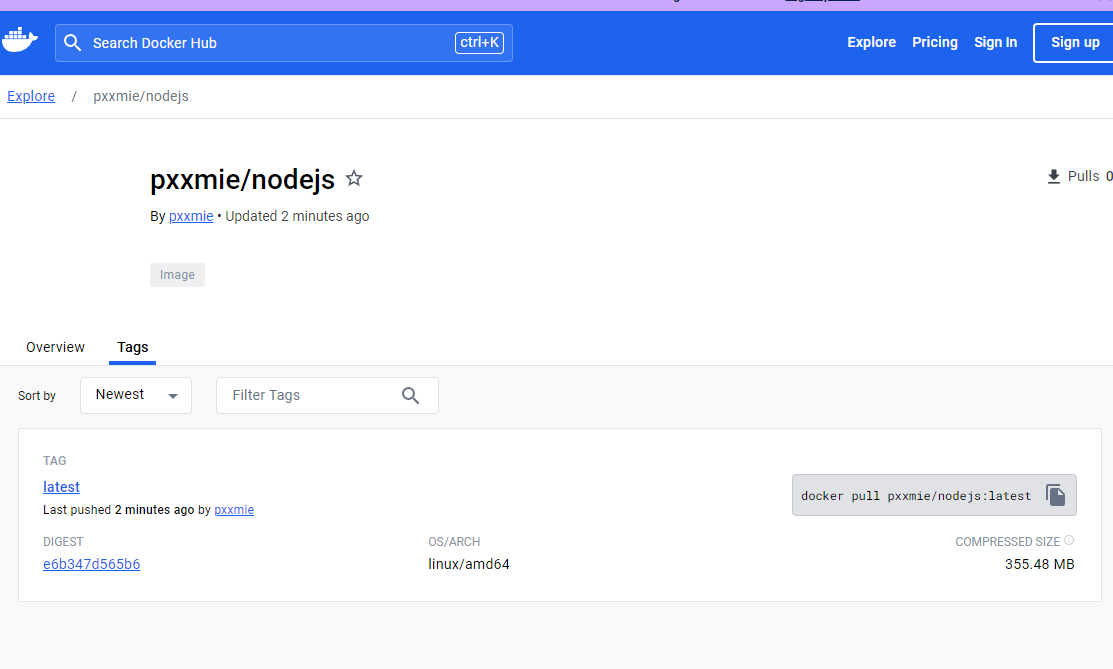 Search Docker Hub ctrl+K Explore Pricing Sign In Sign up
Explore / pxxmie/nodejs
pxxmie/nodejs
Pulls 0
By pxxmie • Updated 2 minutes ago
Image
Overview Tags
Sort by Newest Filter Tags
TAG
latest
docker pull pxxmie/nodejs:latest
Last pushed 2 minutes ago by pxxmie
DIGEST OS/ARCH COMPRESSED SIZE
e6b347d565b6 linux/amd64 355.48 MB